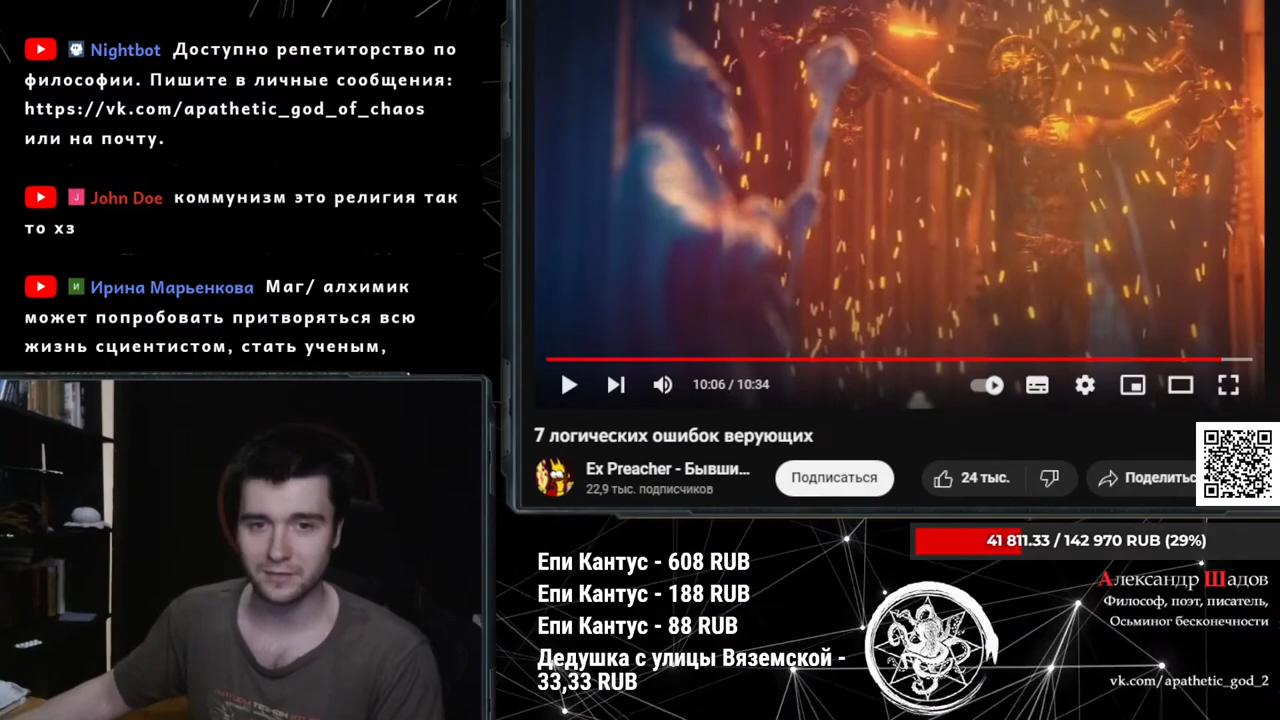 Nightbot Доступно репетиторство по
философии. Пишите в личные сообщения:
https://vk.com/apathetic_god_of_chaos
или на почту.
John Doe коммунизм это религия так
то хз
Ирина Марьенкова Маг/ алхимик
может попробовать притворяться всю
жизнь сциентистом, стать ученым,
10:06 / 10:34
7 логических ошибок верующих
Ex Preacher - Бывши...
22,9 тыс. подписчиков
Подписаться
24 тыс.
Поделитьс
41 811.33 / 142 970 RUB (29%)
Епи Кантус - 608 RUB
Епи Кантус - 188 RUB
Епи Кантус - 88 RUB
Дедушка с улицы Вяземской -
33,33 RUB
Александр Шадов
Философ, поэт, писатель,
Осьминог бесконечности
vk.com/apathetic_god_2